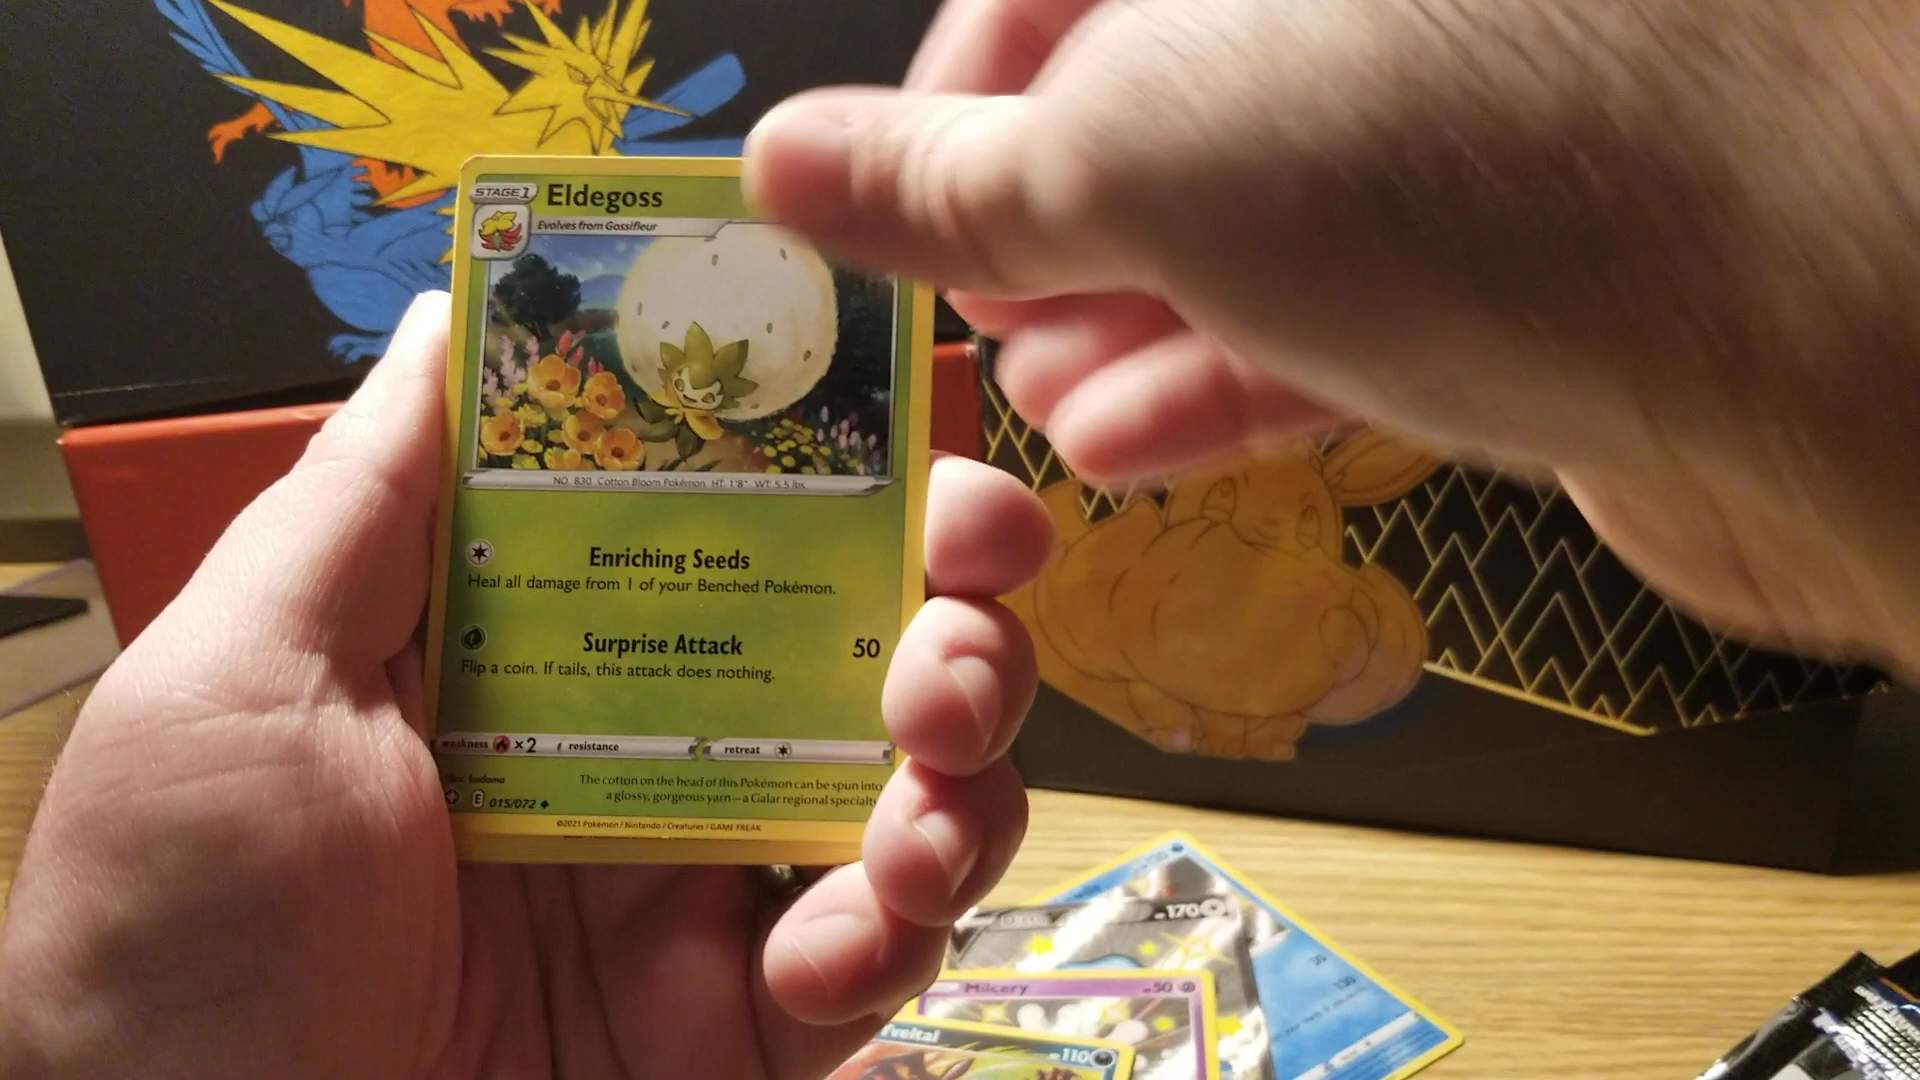 STAGE 1
Eldegoss
Evolves from Gossifleur
NO. 830 Cotton Bloom Pokémon HT: 1'8" WT: 5.5 lbs.
Enriching Seeds
Heal all damage from 1 of your Benched Pokémon.
Surprise Attack 50
Flip a coin. If tails, this attack does nothing.
weakness ×2 resistance retreat
Illus. kodama
The cotton on the head of this Pokémon can be spun into
a glossy, gorgeous yarn—a Galar regional specialty
E 015/072
©2021 Pokémon / Nintendo / Creatures / GAME FREAK
170
30
130
Milcery 50
Yveltal
110